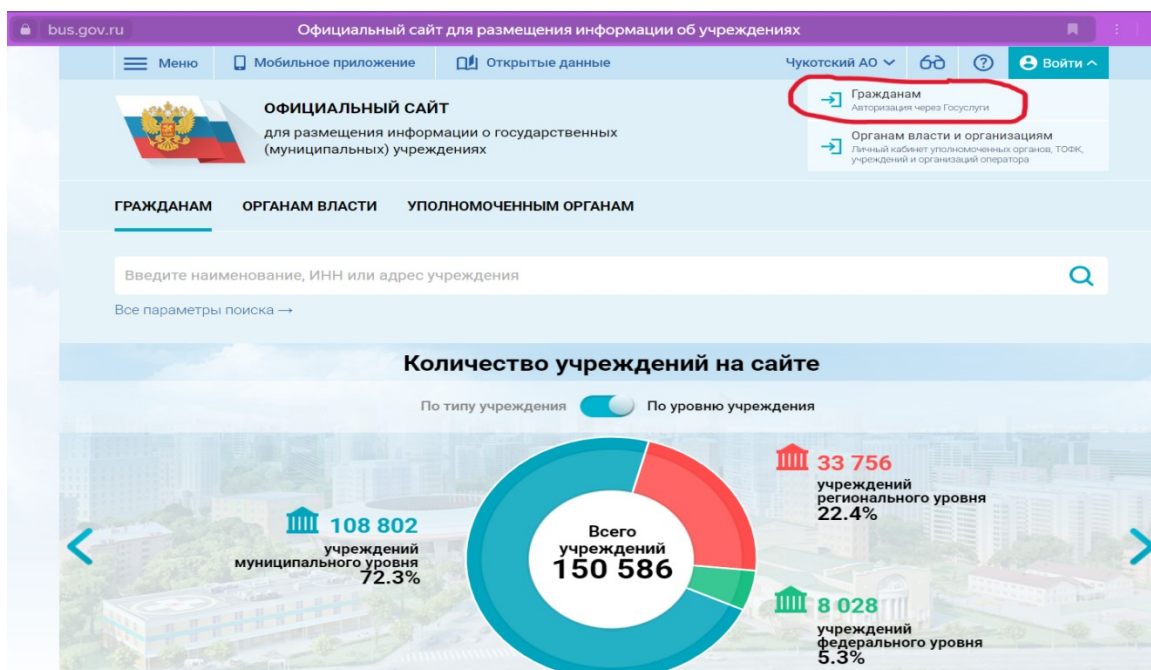 bus.gov.ru
Официальный сайт для размещения информации об учреждениях
Меню
Мобильное приложение
Открытые данные
Чукотский АО
Войти
ОФИЦИАЛЬНЫЙ САЙТ
для размещения информации о государственных
(муниципальных) учреждениях
Гражданам
Авторизация через Госуслуги
Органам власти и организациям
Личный кабинет уполномоченных органов, ТОФК,
учреждений и организаций оператора
ГРАЖДАНАМ
ОРГАНАМ ВЛАСТИ
УПОЛНОМОЧЕННЫМ ОРГАНАМ
Введите наименование, ИНН или адрес учреждения
Все параметры поиска →
Количество учреждений на сайте
По типу учреждения
По уровню учреждения
108 802
учреждений
муниципального уровня
72.3%
Всего
учреждений
150 586
33 756
учреждений
регионального уровня
22.4%
8 028
учреждений
федерального уровня
5.3%